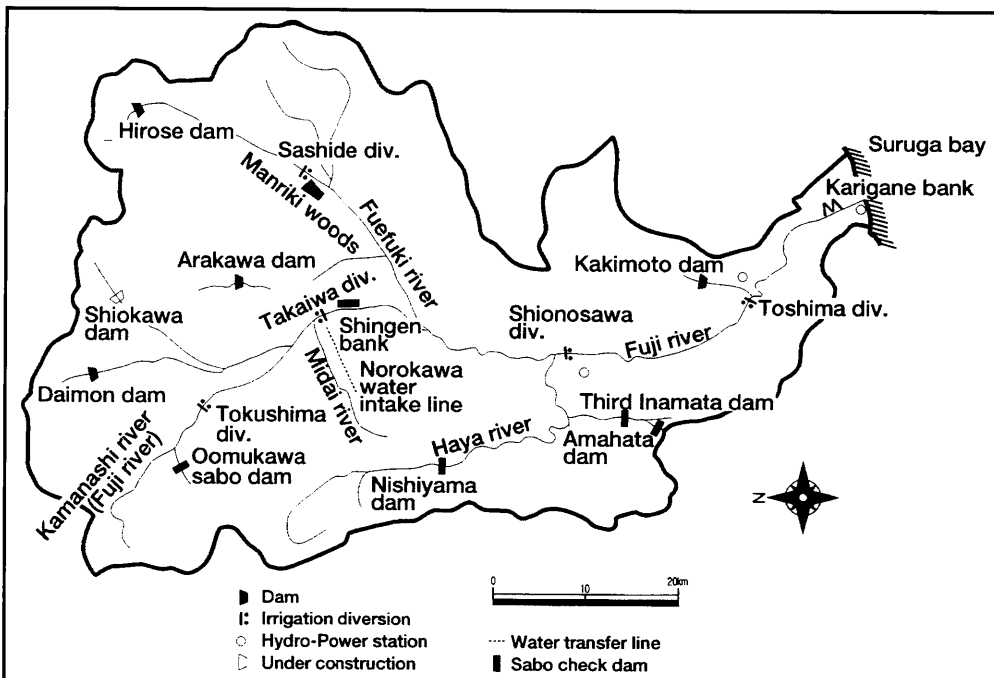 Hirose dam
Sashide div.
Manriki woods
Fuefuki river
Arakawa dam
Takaiwa div.
Shiokawa
dam
Shingen
bank
Daimon dam
Norokawa
water
intake line
Midai river
Tokushima
div.
Oomukawa
sabo dam
Kamanashi river
(Fuji river)
Haya river
Nishiyama
dam
Suruga bay
Karigane bank
Kakimoto dam
Toshima div.
Shionosawa
div.
Fuji river
Third Inamata dam
Amahata
dam
N
0 10 20km
Dam
Irrigation diversion
Hydro-Power station
Under construction
Water transfer line
Sabo check dam